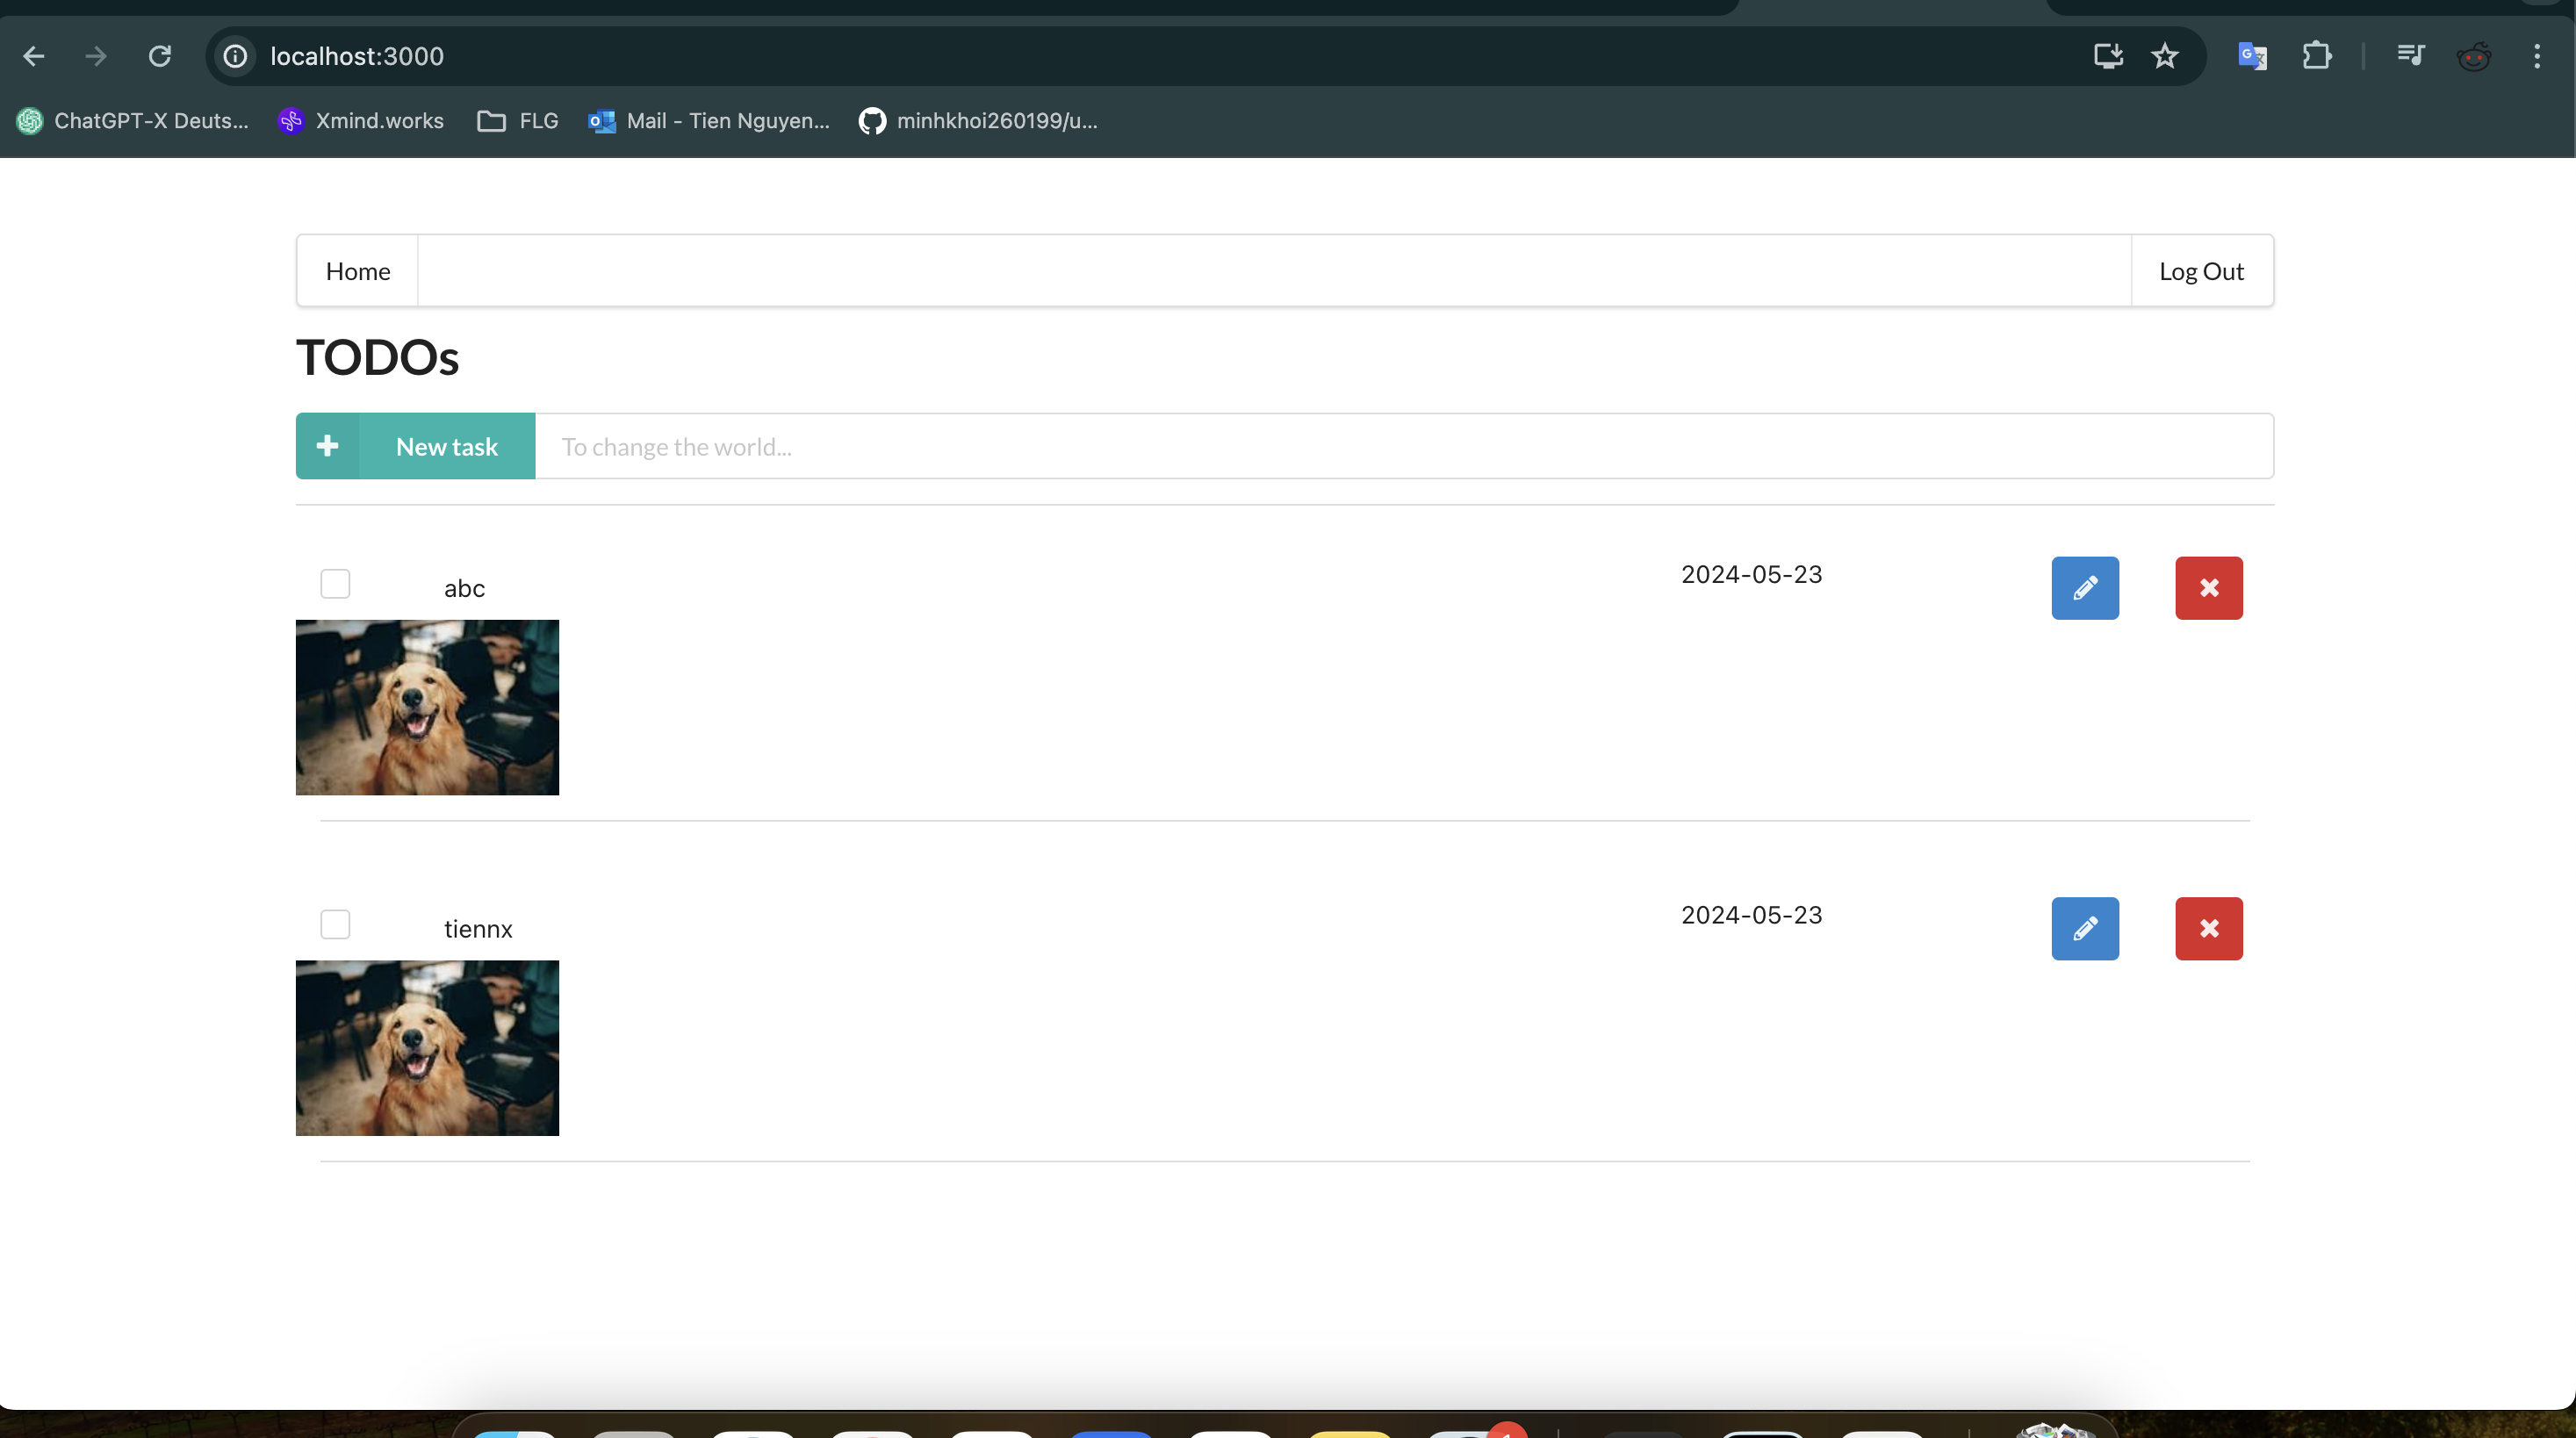 localhost:3000
ChatGPT-X Deuts...
Xmind.works
FLG
Mail - Tien Nguyen...
minhkhoi260199/u...
Home
Log Out
TODOs
New task
To change the world...
abc
2024-05-23
tiennx
2024-05-23